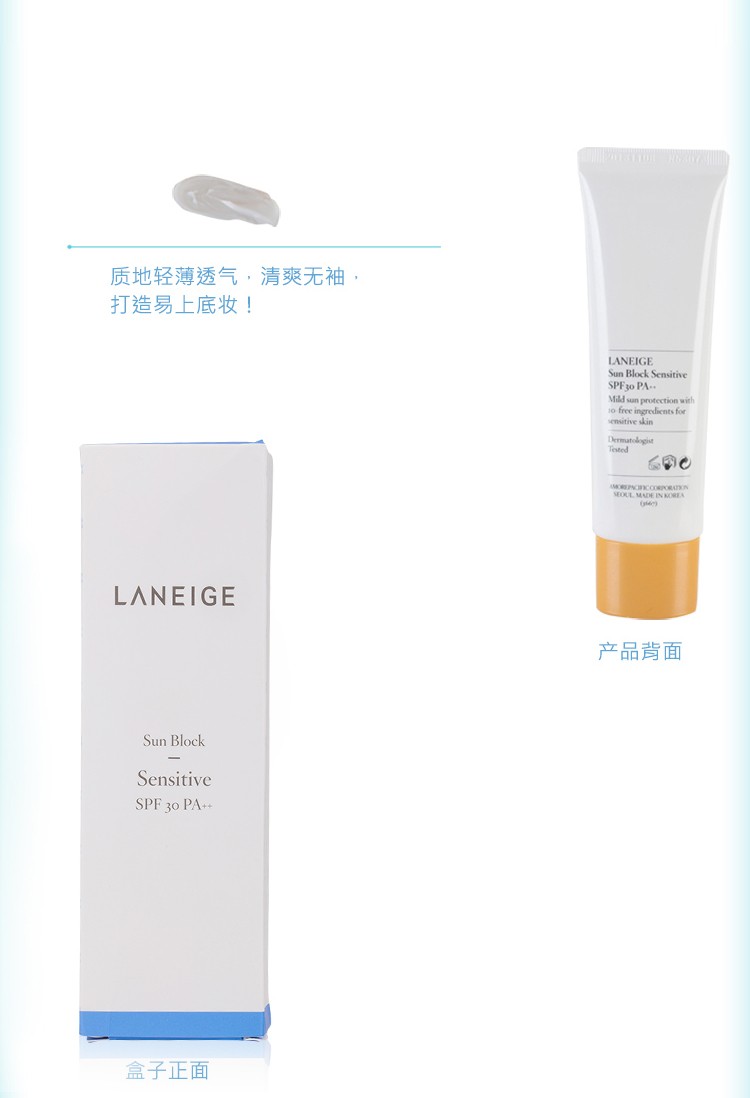 质地轻薄透气，清爽无袖，
打造易上底妆！
LANEIGE
Sun Block Sensitive
SPF30 PA++
Mild sun protection with
10-free ingredients for
sensitive skin
Dermatologist
Tested
AMOREPACIFIC CORPORATION
SEOUL, MADE IN KOREA
产品背面
LANEIGE
Sun Block
Sensitive
SPF 30 PA++
盒子正面